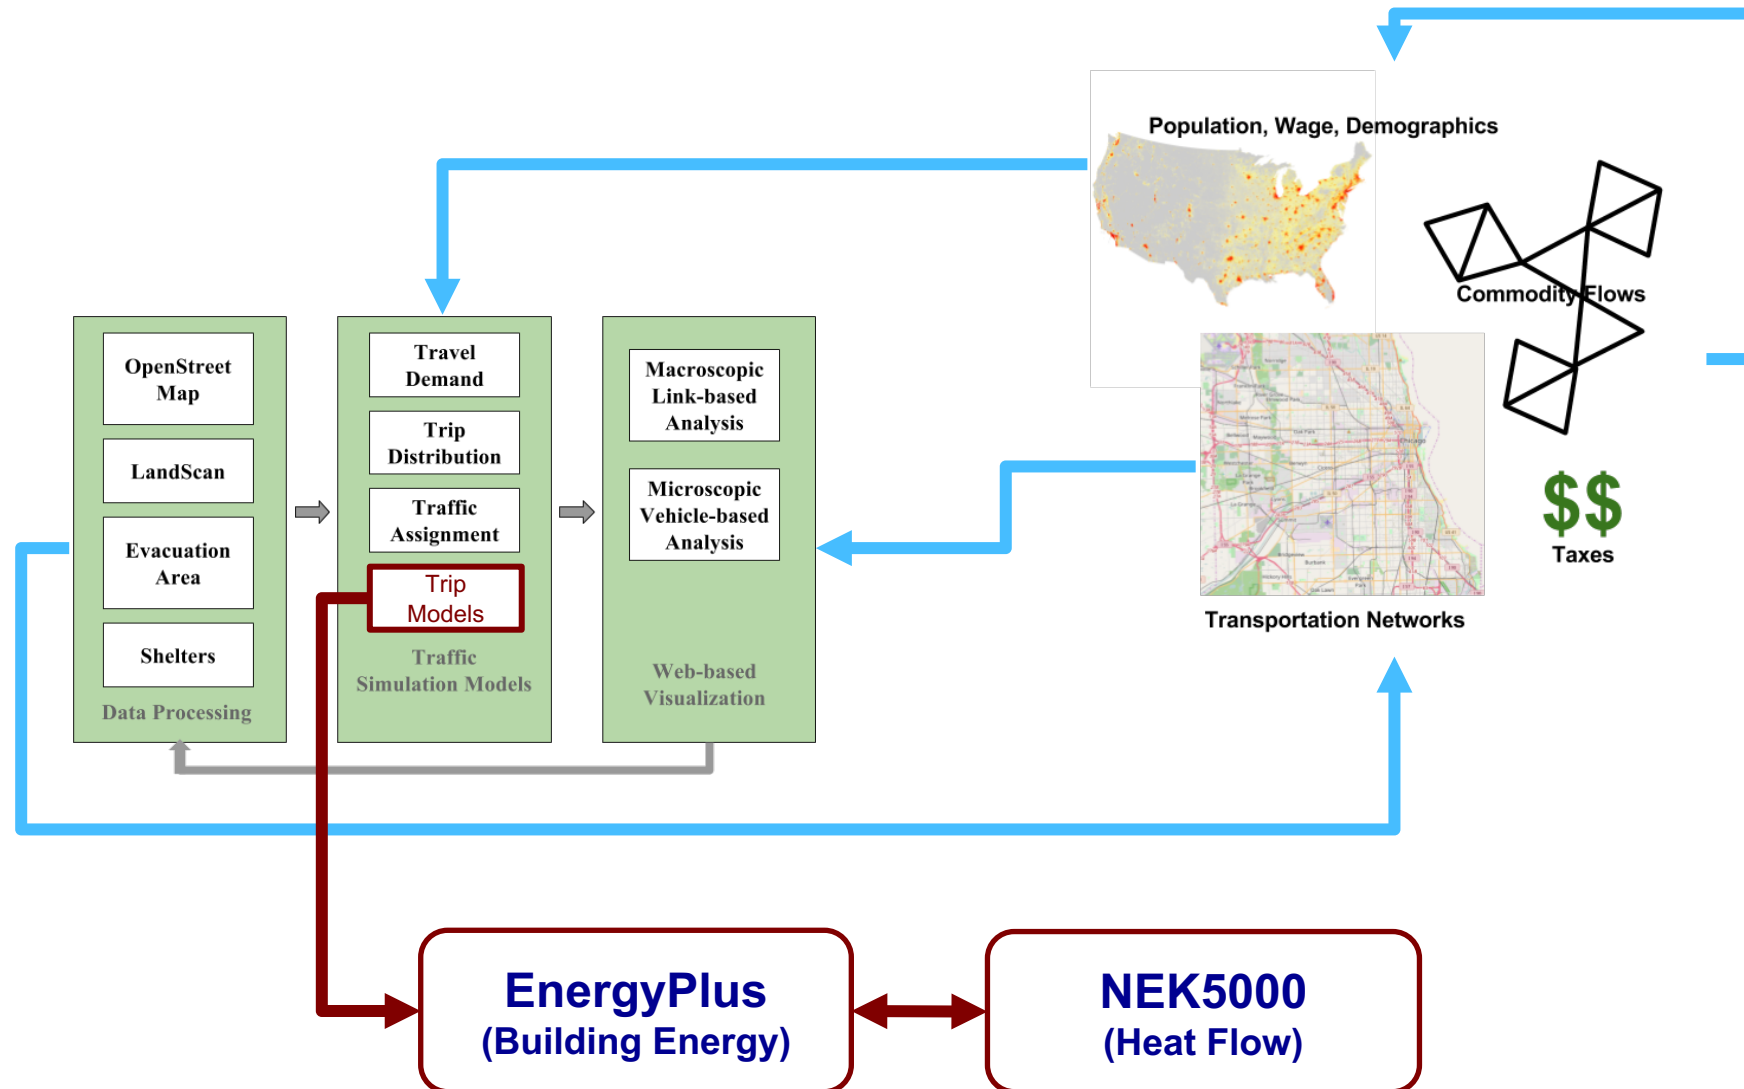 Population, Wage, Demographics
Commodity Flows
$$
Taxes
Chicago
Transportation Networks
OpenStreet
Map
LandScan
Evacuation
Area
Shelters
Data Processing
Travel
Demand
Trip
Distribution
Traffic
Assignment
Trip
Models
Traffic
Simulation Models
Macroscopic
Link-based
Analysis
Microscopic
Vehicle-based
Analysis
Web-based
Visualization
EnergyPlus
(Building Energy)
NEK5000
(Heat Flow)